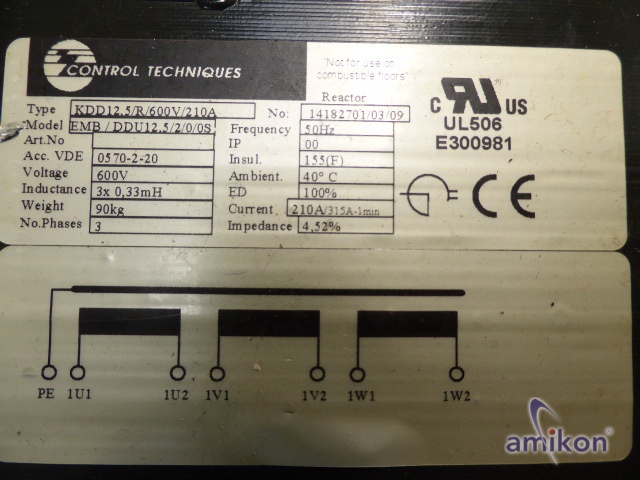 CONTROL TECHNIQUES
"Not for use on
combustible floors"
Reactor
Type KDD12,5/R/600V/210A No: 14182701/03/09
Model EMB / DDU12,5/2/0/0S Frequency 50Hz
Art.No IP 00
Acc. VDE 0570-2-20 Insul. 155(F)
Voltage 600V Ambient. 40° C
Inductance 3x 0,33mH ED 100%
Weight 90kg Current 210A/315A-1min
No.Phases 3 Impedance 4,52%
C UR US
UL506
E300981
CE
PE 1U1 1U2 1V1 1V2 1W1 1W2
amikon